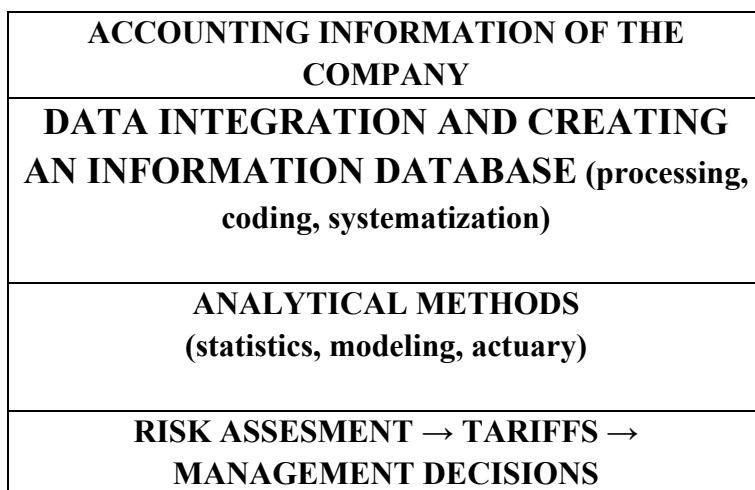 ACCOUNTING INFORMATION OF THE
COMPANY
DATA INTEGRATION AND CREATING
AN INFORMATION DATABASE (processing,
coding, systematization)
ANALYTICAL METHODS
(statistics, modeling, actuary)
RISK ASSESMENT → TARIFFS →
MANAGEMENT DECISIONS